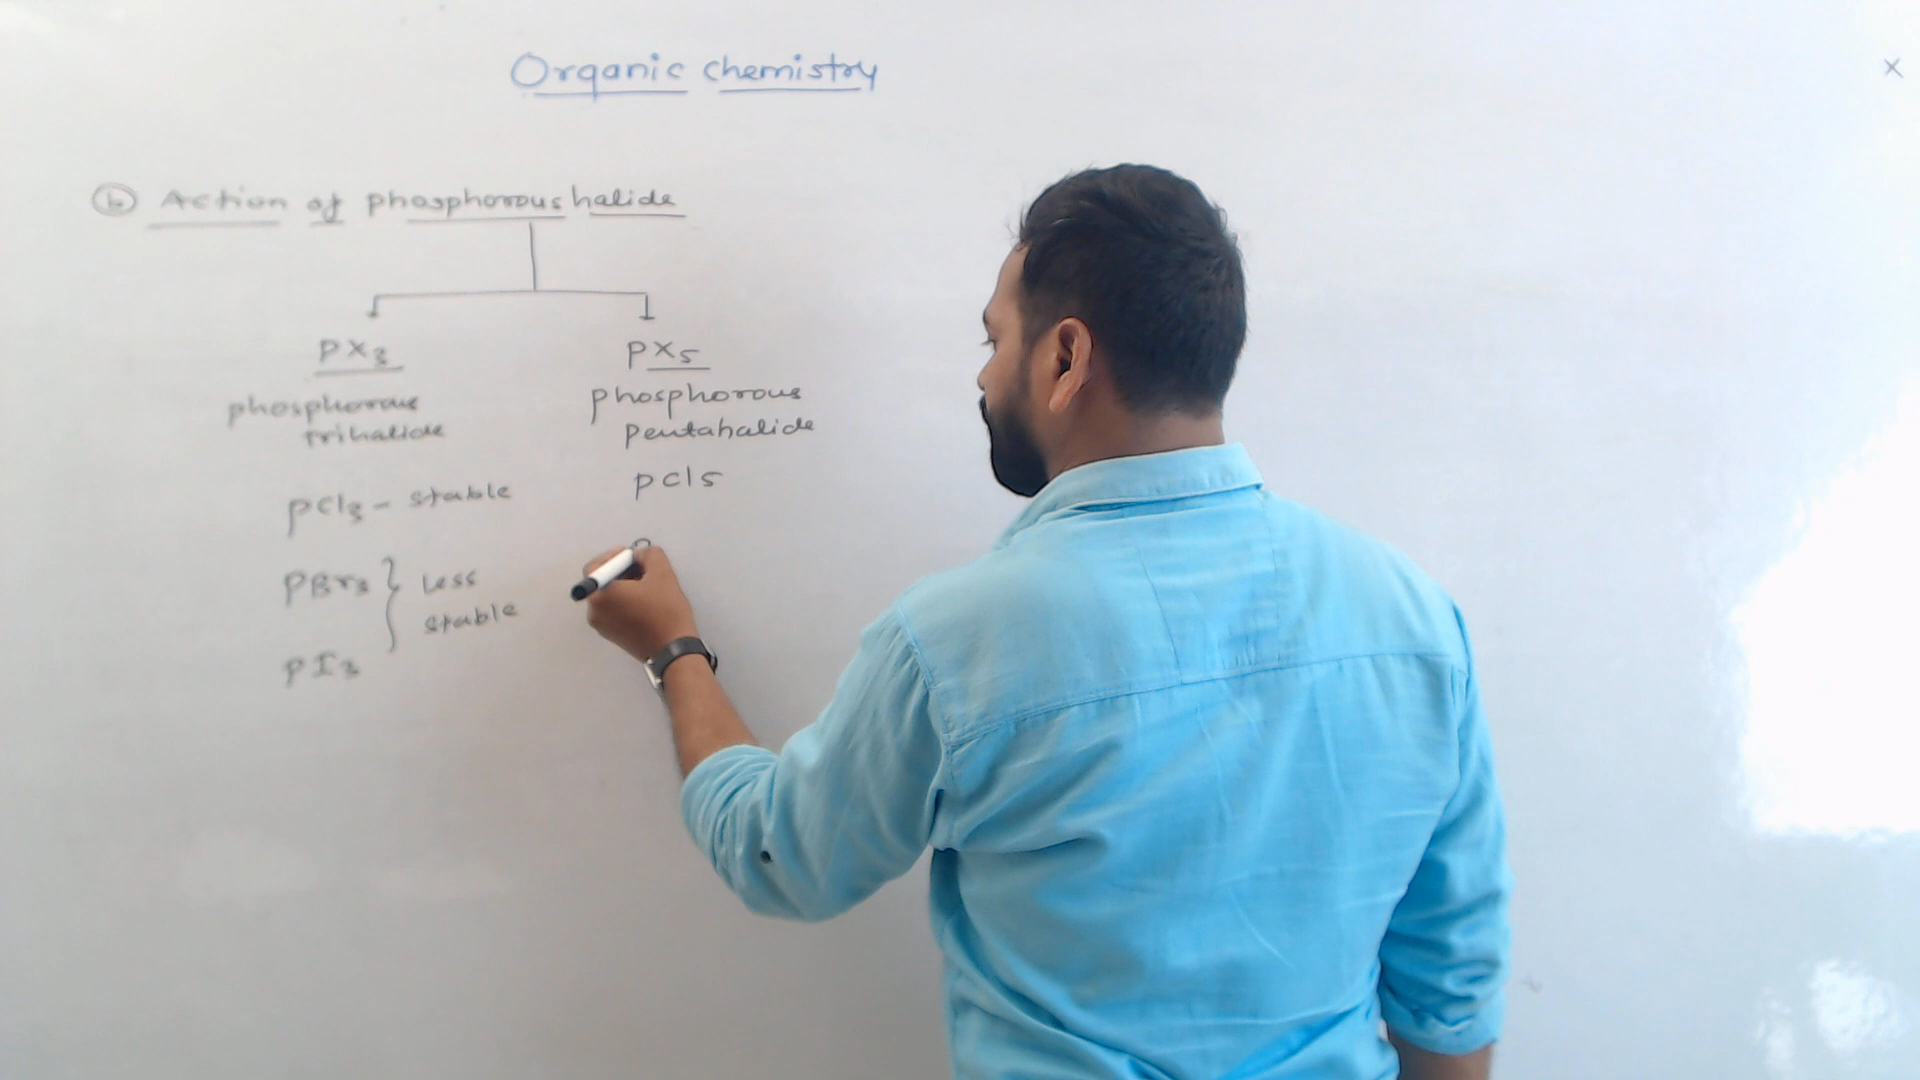 Organic chemistry
b Action of phosphorous halide
PX3
phosphorous
trihalide
PCl3 - stable
PBr3 } Less
stable
PI3
PX5
phosphorous
pentahalide
PCl5